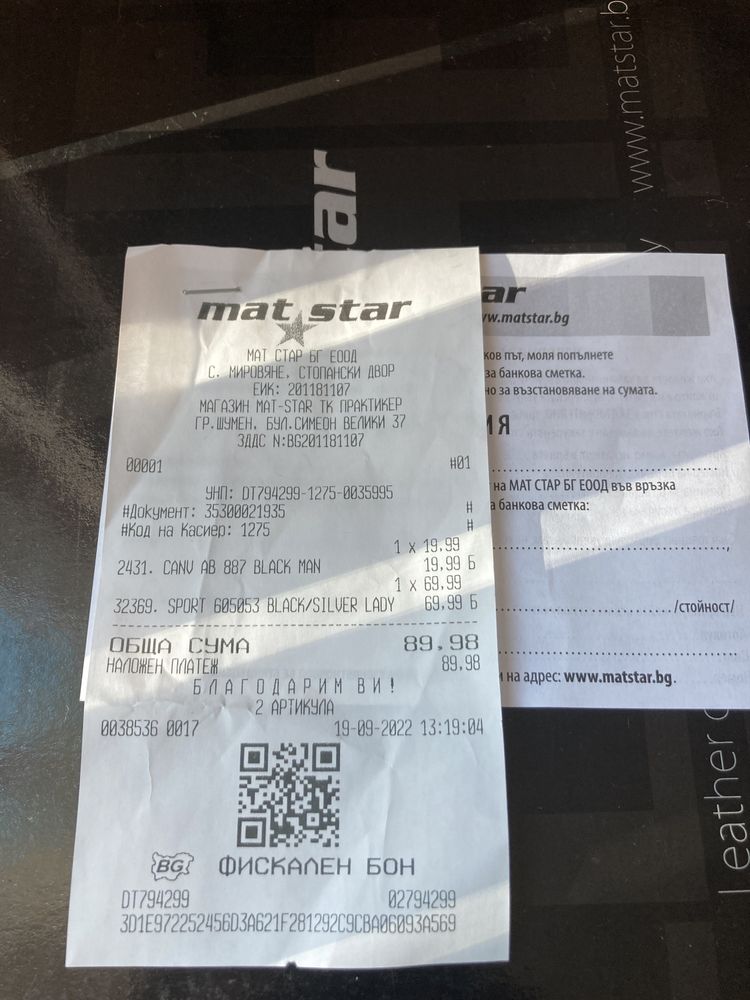 www.matstar.b
ar
mat star
МАТ СТАР БГ ЕООД
С. МИРОВЯНЕ, СТОПАНСКИ ДВОР
ЕИК: 201181107
МАГАЗИН MAT-STAR ТК ПРАКТИКЕР
ГР.ШУМЕН, БУЛ.СИМЕОН ВЕЛИКИ 37
ЗДДС N:BG201181107
00001 #01
УНП: DT794299-1275-0035995
#Документ: 35300021935 #
#Код на Касиер: 1275 #
1 x 19.99
2431. CANV AB 887 BLACK MAN 19.99 Б
1 x 69.99
32369. SPORT 605053 BLACK/SILVER LADY 69.99 Б
ОБЩА СУМА 89.98
НАЛОЖЕН ПЛАТЕЖ 89.98
БЛАГОДАРИМ ВИ!
2 АРТИКУЛА
0038536 0017 19-09-2022 13:19:04
BG ФИСКАЛЕН БОН
DT794299 02794299
3D1E972252456D3A621F281292C9CBA06093A569
ar
www.matstar.bg
ков път, моля попълнете
за банкова сметка.
но за възстановяване на сумата.
ИЯ
на МАТ СТАР БГ ЕООД във връзка
а банкова сметка:
/стойност/
и на адрес: www.matstar.bg.
Leather